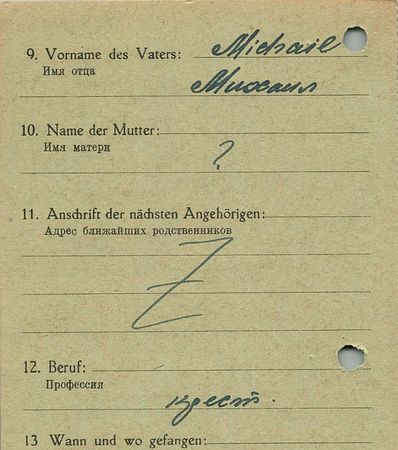 9. Vorname des Vaters: Michail
Имя отца
Михаил
10. Name der Mutter:
Имя матери
?
11. Anschrift der nächsten Angehörigen:
Адрес ближайших родственников
Z
12. Beruf:
Профессия
крест.
13 Wann und wo gefangen: